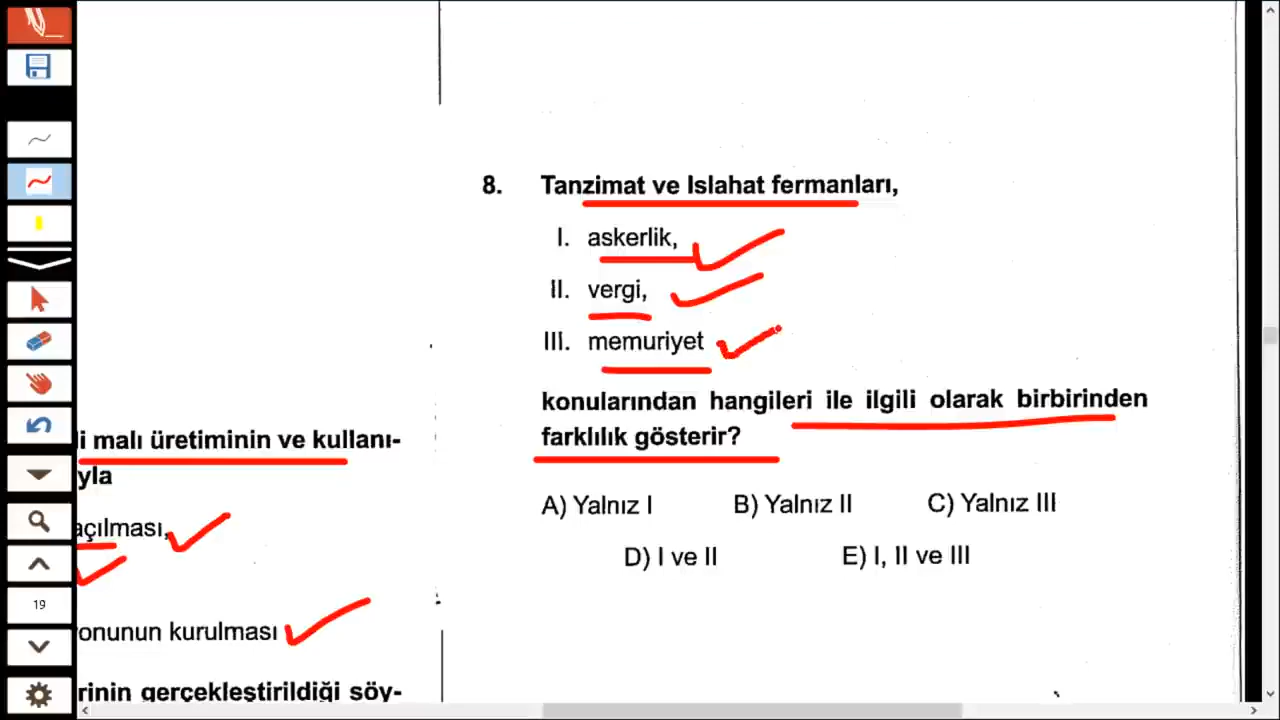 8. Tanzimat ve Islahat fermanları,
I. askerlik,
II. vergi,
III. memuriyet
konularından hangileri ile ilgili olarak birbirinden
farklılık gösterir?
A) Yalnız I B) Yalnız II C) Yalnız III
D) I ve II E) I, II ve III
i malı üretiminin ve kullanı-
yla
açılması,
onunun kurulması
rinin gerçekleştirildiği söy-
19